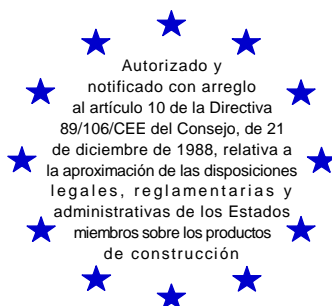 Autorizado y
notificado con arreglo
al artículo 10 de la Directiva
89/106/CEE del Consejo, de 21
de diciembre de 1988, relativa a
la aproximación de las disposiciones
legales, reglamentarias y
administrativas de los Estados
miembros sobre los productos
de construcción